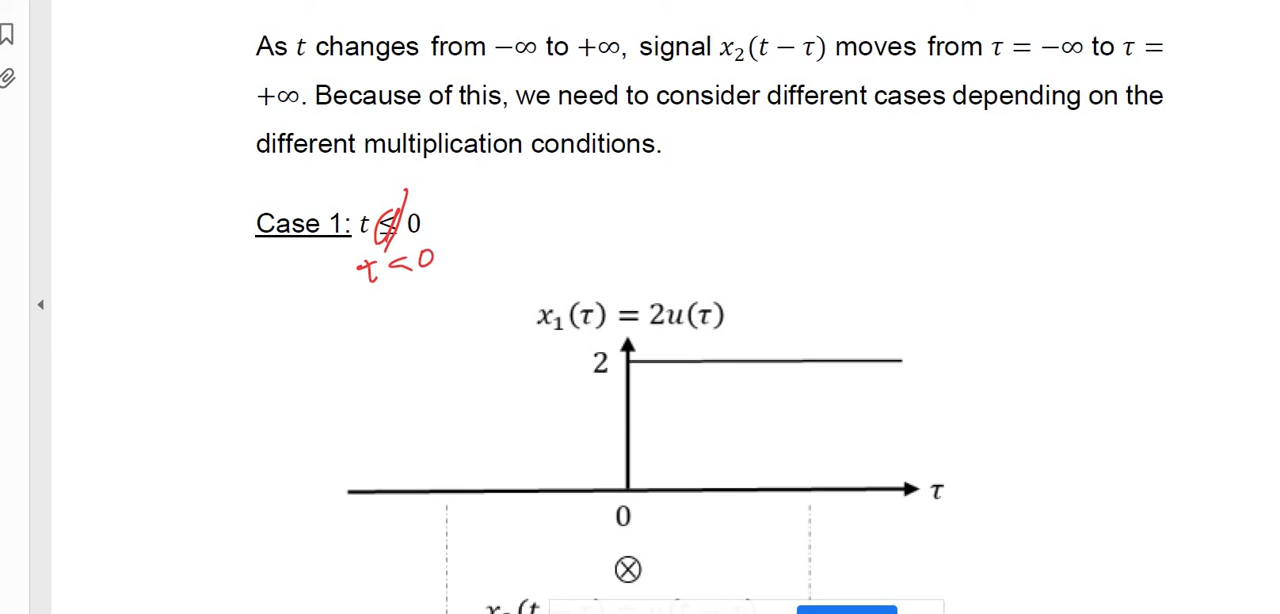 As t changes from −∞ to +∞, signal x₂(t − τ) moves from τ = −∞ to τ =
+∞. Because of this, we need to consider different cases depending on the
different multiplication conditions.
Case 1: t ≤ 0
t < 0
x₁(τ) = 2u(τ)
2
τ
0
⊗
x₂(t